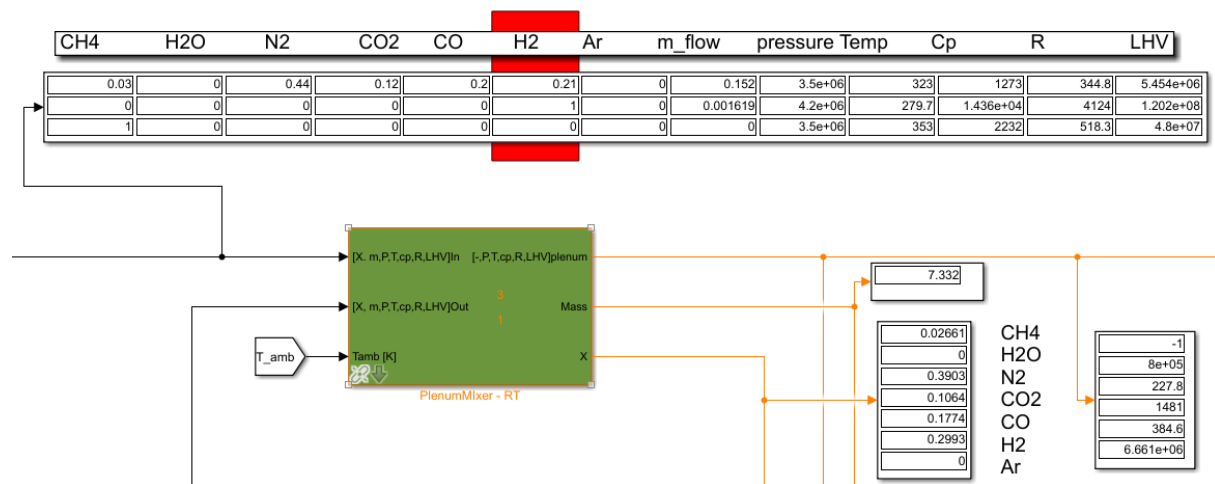 CH4 H2O N2 CO2 CO H2 Ar m_flow pressure Temp Cp R LHV
0.03 0 0.44 0.12 0.2 0.21 0 0.152 3.5e+06 323 1273 344.8 5.454e+06
0 0 0 0 0 1 0 0.001619 4.2e+06 279.7 1.436e+04 4124 1.202e+08
1 0 0 0 0 0 0 0 3.5e+06 353 2232 518.3 4.8e+07
[X. m,P,T,cp,R,LHV]In [-,P,T,cp,R,LHV]plenum
7.332
3
[X, m,P,T,cp,R,LHV]Out Mass
1
0.02661 CH4
-1
0 H2O
8e+05
T_amb Tamb [K] X
0.3903 N2
227.8
PlenumMIxer - RT
0.1064 CO2
1481
0.1774 CO
384.6
0.2993 H2
6.661e+06
0 Ar